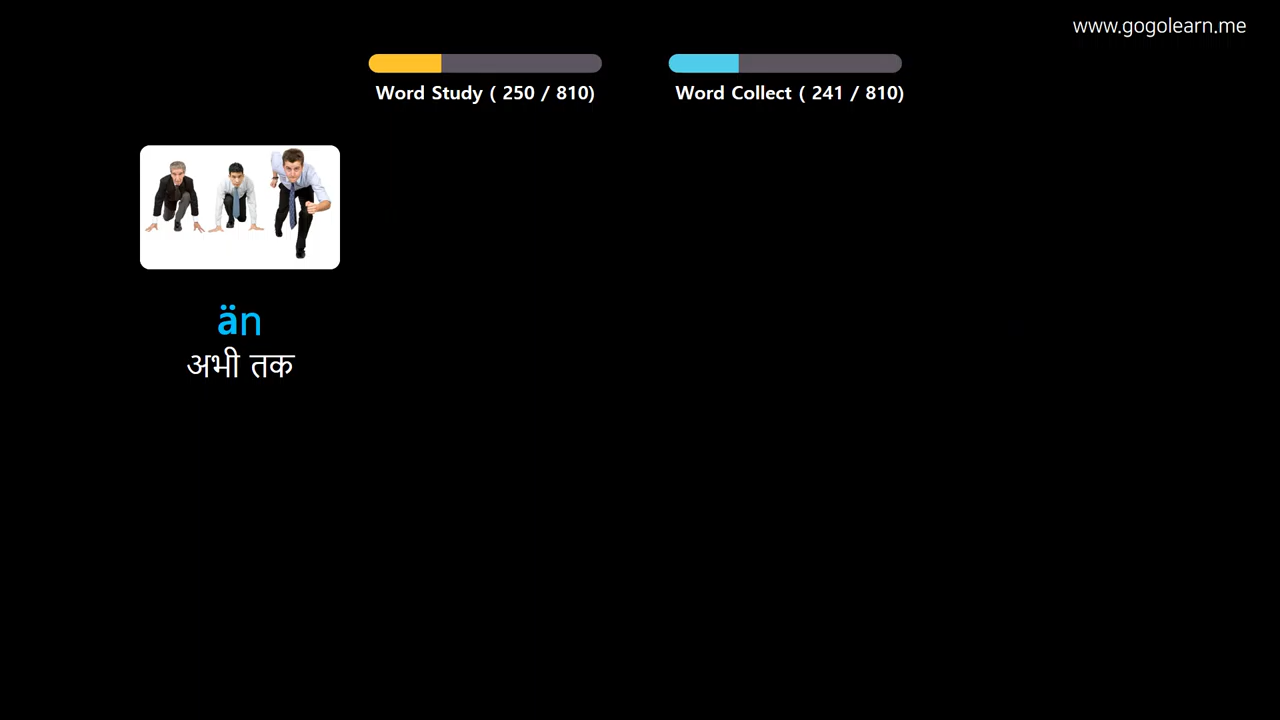 www.gogolearn.me
Word Study ( 250 / 810)
Word Collect ( 241 / 810)
än
अभी तक